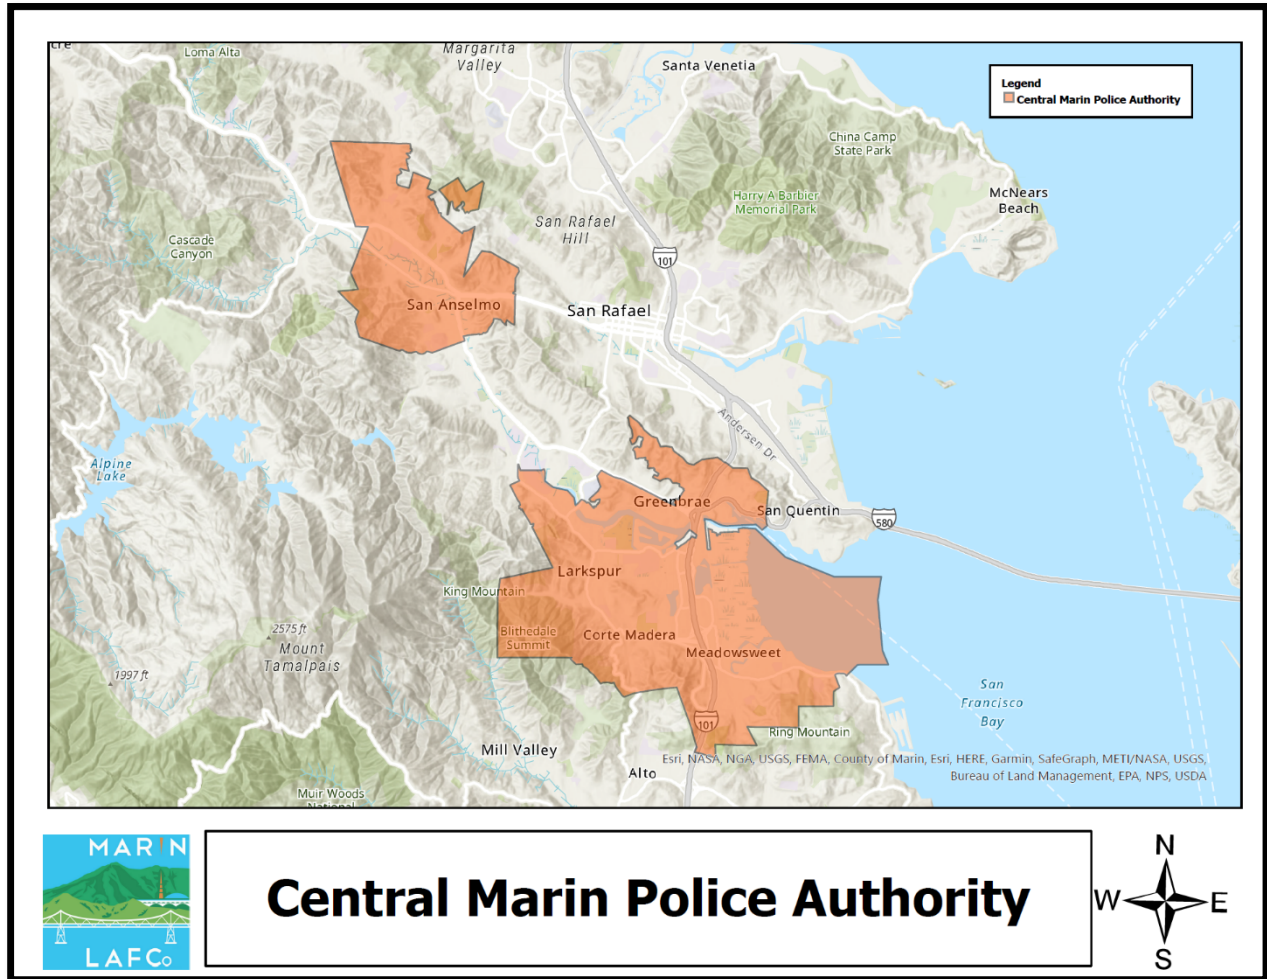 cre
Loma Alta
Margarita
Valley
Santa Venetia
Legend
Central Marin Police Authority
China Camp
State Park
Harry A Barbier
Memorial Park
McNears
Beach
San Rafael
Hill
Cascade
Canyon
101
San Anselmo
San Rafael
Andersen Dr
Alpine
Lake
Greenbrae
San Quentin
580
Larkspur
King Mountain
Blithedale
Summit
Corte Madera
Meadowsweet
2575 ft
Mount
Tamalpais
1997 ft
San
Francisco
Bay
101
Ring Mountain
Mill Valley
Alto
Esri, NASA, NGA, USGS, FEMA, County of Marin, Esri, HERE, Garmin, SafeGraph, METI/NASA, USGS,
Bureau of Land Management, EPA, NPS, USDA
Muir Woods
National
MARIN
LAFCo
Central Marin Police Authority
N
W
E
S